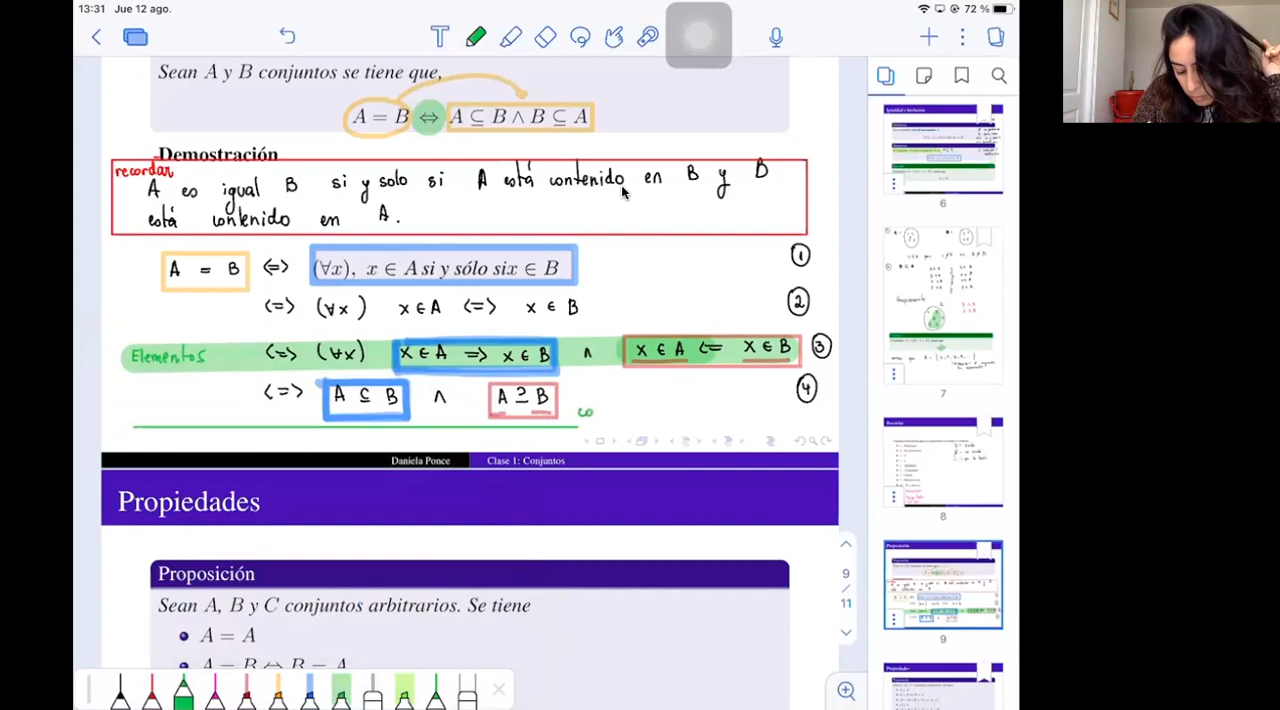 13:31 Jue 12 ago. 72 %
Sean A y B conjuntos se tiene que,
A = B ⇔ A ⊆ B ∧ B ⊆ A
Demostración
recordar
A es igual B si y solo si A está contenido en B y B
está contenido en A.
A = B <=> (∀x), x ∈ A si y sólo si x ∈ B ①
<=> (∀x) x ∈ A <=> x ∈ B ②
Elementos <=> (∀x) x ∈ A => x ∈ B ∧ x ∈ A <= x ∈ B ③
<=> A ⊆ B ∧ A ⊇ B ④
co
Daniela Ponce Clase 1: Conjuntos
Propiedades
Proposición
Sean A, B, C conjuntos arbitrarios. Se tiene
A = A
A = B ⇔ B = A
6
7
8
9
9
11